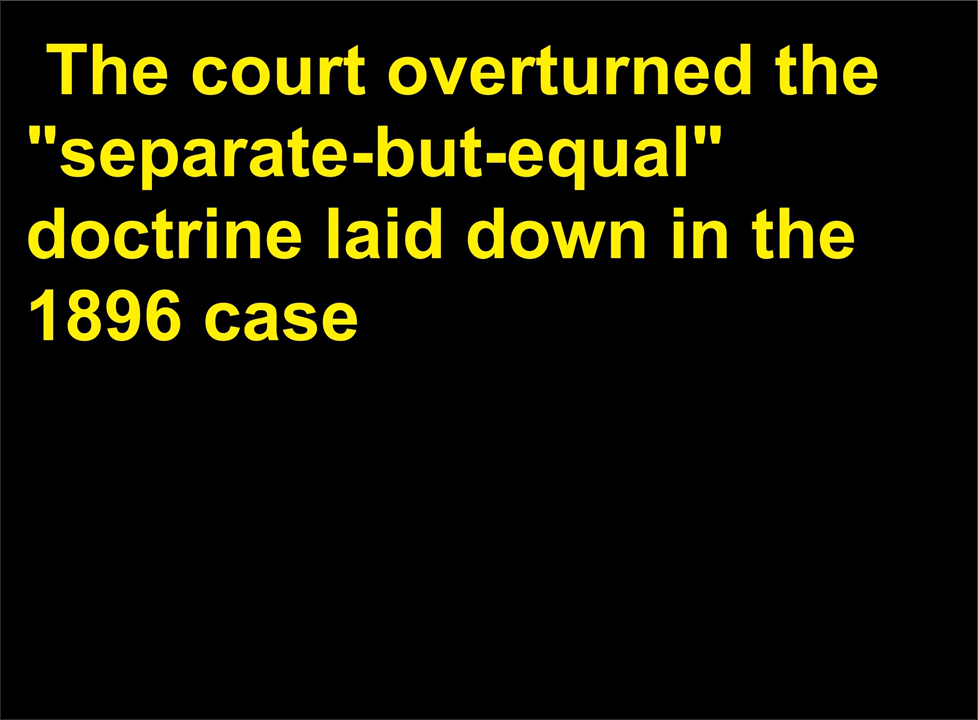 The court overturned the
"separate-but-equal"
doctrine laid down in the
1896 case